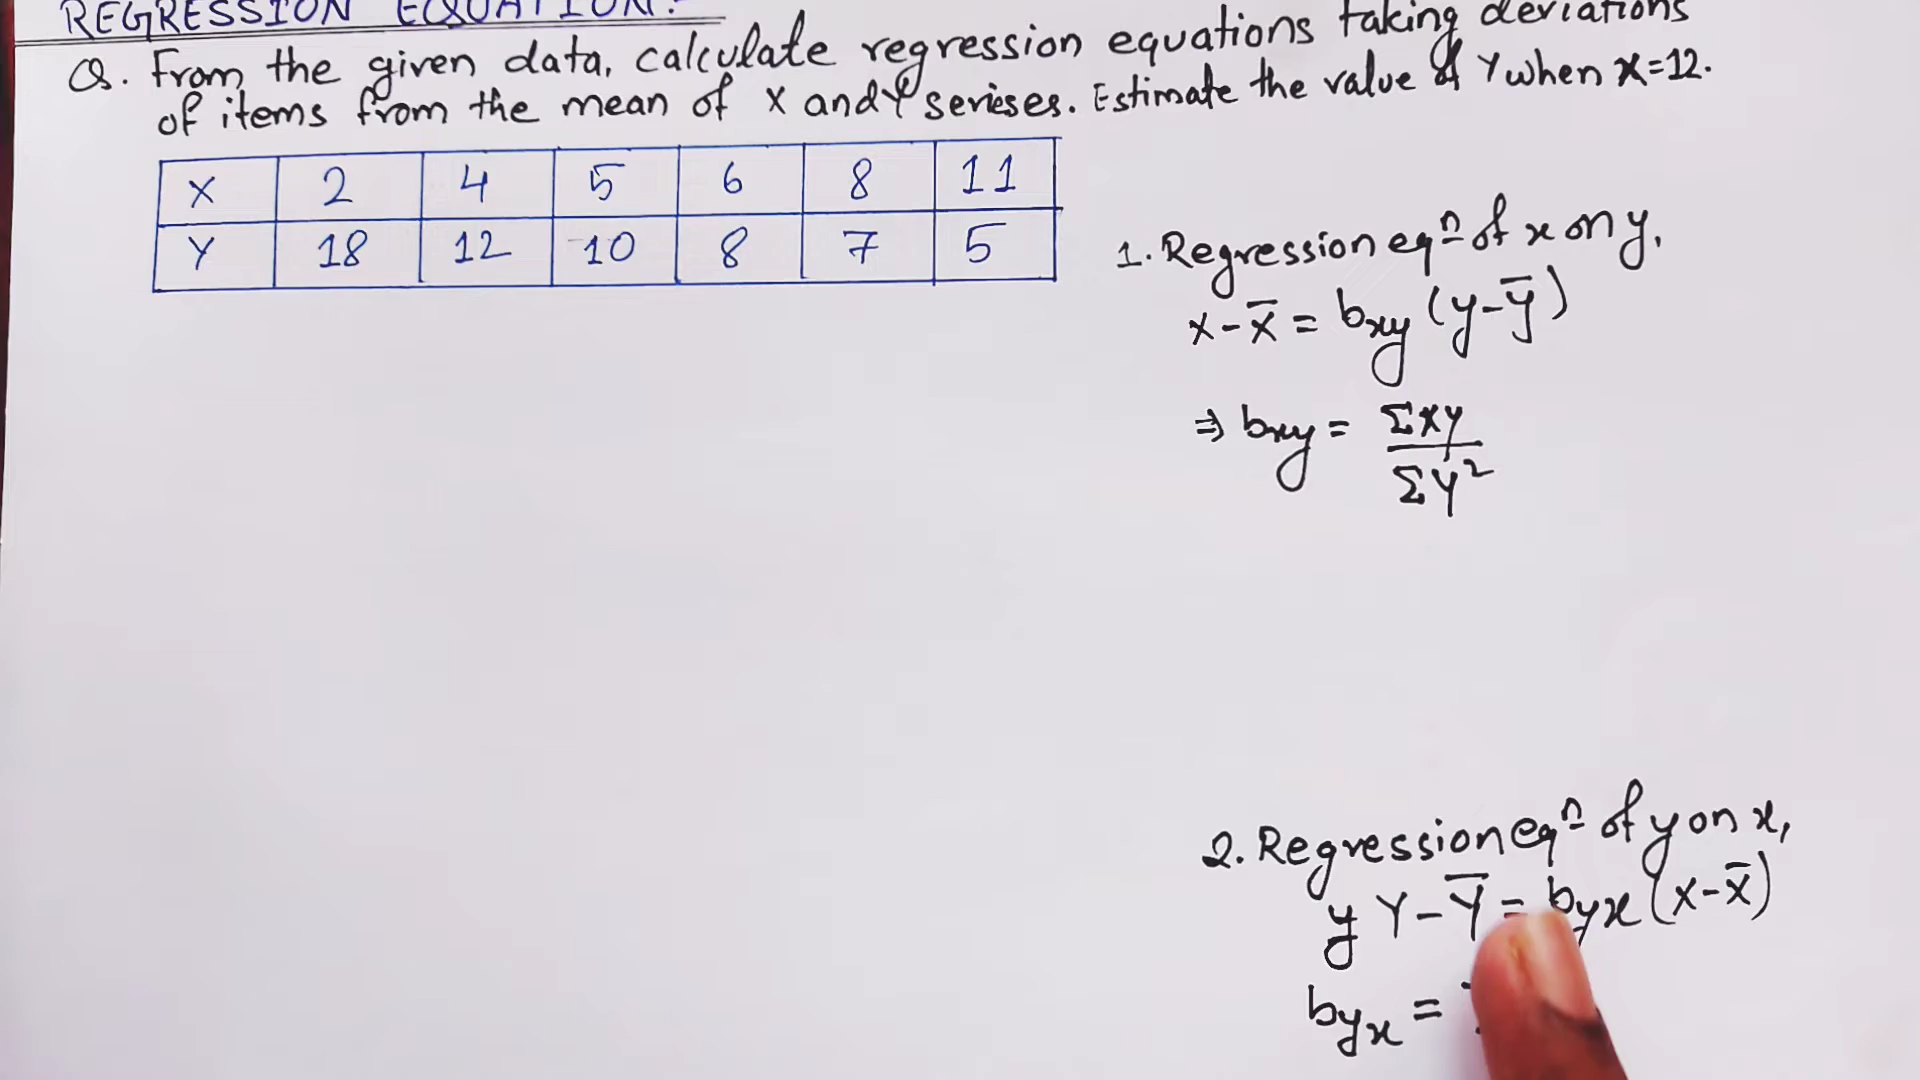 REGRESSION EQUATION:
Q. From the given data, calculate regression equations taking deviations
of items from the mean of X and Y serieses. Estimate the value of Y when X=12.
X 2 4 5 6 8 11
Y 18 12 10 8 7 5
1. Regression eqⁿ of x on y,
x - x̅ = bxy (y - y̅)
⇒ bxy = ΣXY / ΣY²
2. Regression eqⁿ of y on x,
y Y - Y̅ = byx (X - X̅)
byx =